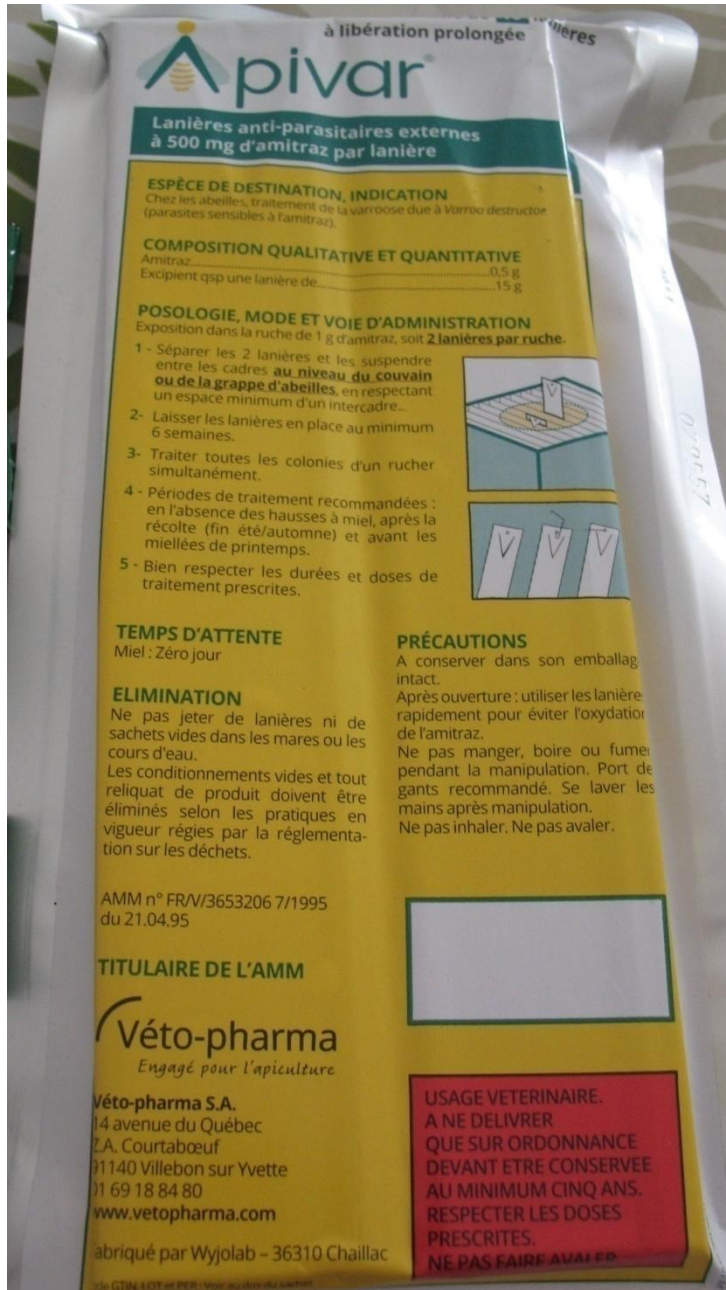 à libération prolongée
Apivar
Lanières anti-parasitaires externes
à 500 mg d'amitraz par lanière
ESPÈCE DE DESTINATION, INDICATION
Chez les abeilles, traitement de la varroose due à Varroa destructor
(parasites sensibles à l'amitraz).
COMPOSITION QUALITATIVE ET QUANTITATIVE
Amitraz..........0,5 g
Excipient qsp une lanière de..........15 g
POSOLOGIE, MODE ET VOIE D'ADMINISTRATION
Exposition dans la ruche de 1 g d'amitraz, soit 2 lanières par ruche.
1 - Séparer les 2 lanières et les suspendre
entre les cadres au niveau du couvain
ou de la grappe d'abeilles, en respectant
un espace minimum d'un intercadre..
2- Laisser les lanières en place au minimum
6 semaines.
3- Traiter toutes les colonies d'un rucher
simultanément.
4 - Périodes de traitement recommandées :
en l'absence des hausses à miel, après la
récolte (fin été/automne) et avant les
miellées de printemps.
5 - Bien respecter les durées et doses de
traitement prescrites.
TEMPS D'ATTENTE
Miel : Zéro jour
ELIMINATION
Ne pas jeter de lanières ni de
sachets vides dans les mares ou les
cours d'eau.
Les conditionnements vides et tout
reliquat de produit doivent être
éliminés selon les pratiques en
vigueur régies par la réglementa-
tion sur les déchets.
PRÉCAUTIONS
A conserver dans son emballag
intact.
Après ouverture : utiliser les lanière
rapidement pour éviter l'oxydation
de l'amitraz.
Ne pas manger, boire ou fumer
pendant la manipulation. Port de
gants recommandé. Se laver les
mains après manipulation.
Ne pas inhaler. Ne pas avaler.
AMM n° FR/V/3653206 7/1995
du 21.04.95
TITULAIRE DE L'AMM
Véto-pharma
Engagé pour l'apiculture
Véto-pharma S.A.
14 avenue du Québec
Z.A. Courtabœuf
91140 Villebon sur Yvette
01 69 18 84 80
www.vetopharma.com
abriqué par Wyjolab – 36310 Chaillac
GTIN, LOT et PER : Voir au dos du sachet
USAGE VETERINAIRE.
A NE DELIVRER
QUE SUR ORDONNANCE
DEVANT ETRE CONSERVEE
AU MINIMUM CINQ ANS.
RESPECTER LES DOSES
PRESCRITES.
NE PAS FAIRE AVALER